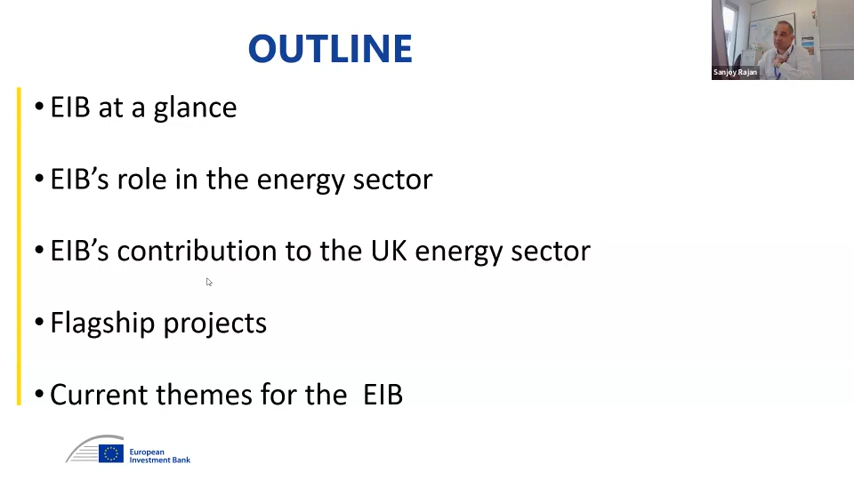 OUTLINE
Sanjoy Rajan
• EIB at a glance
• EIB’s role in the energy sector
• EIB’s contribution to the UK energy sector
• Flagship projects
• Current themes for the  EIB
European
Investment Bank